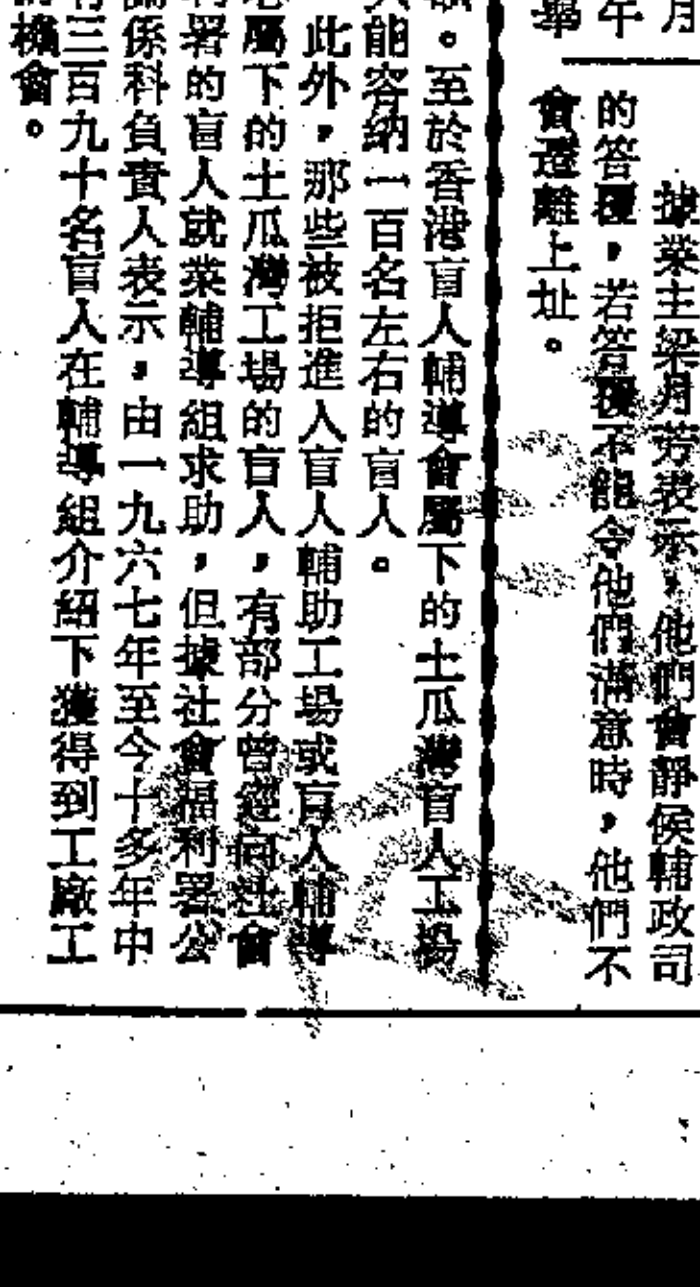 月
午
舉
據業主梁月芳表示，他們會靜侯輔政司
的答覆，若答覆不能令他們滿意時，他們不
會遷離上址。
。至於香港盲人輔導會屬下的土瓜灣盲人工場
能容納一百名左右的盲人。
此外，那些被拒進入盲人輔助工場或盲人輔導
屬下的土瓜灣工場的盲人，有部分曾經向社會
署的盲人就業輔導組求助，但據社會福利署公
係科負責人表示，由一九六七年至今十多年中
三百九十名盲人在輔導組介紹下獲得到工廠工
機會。